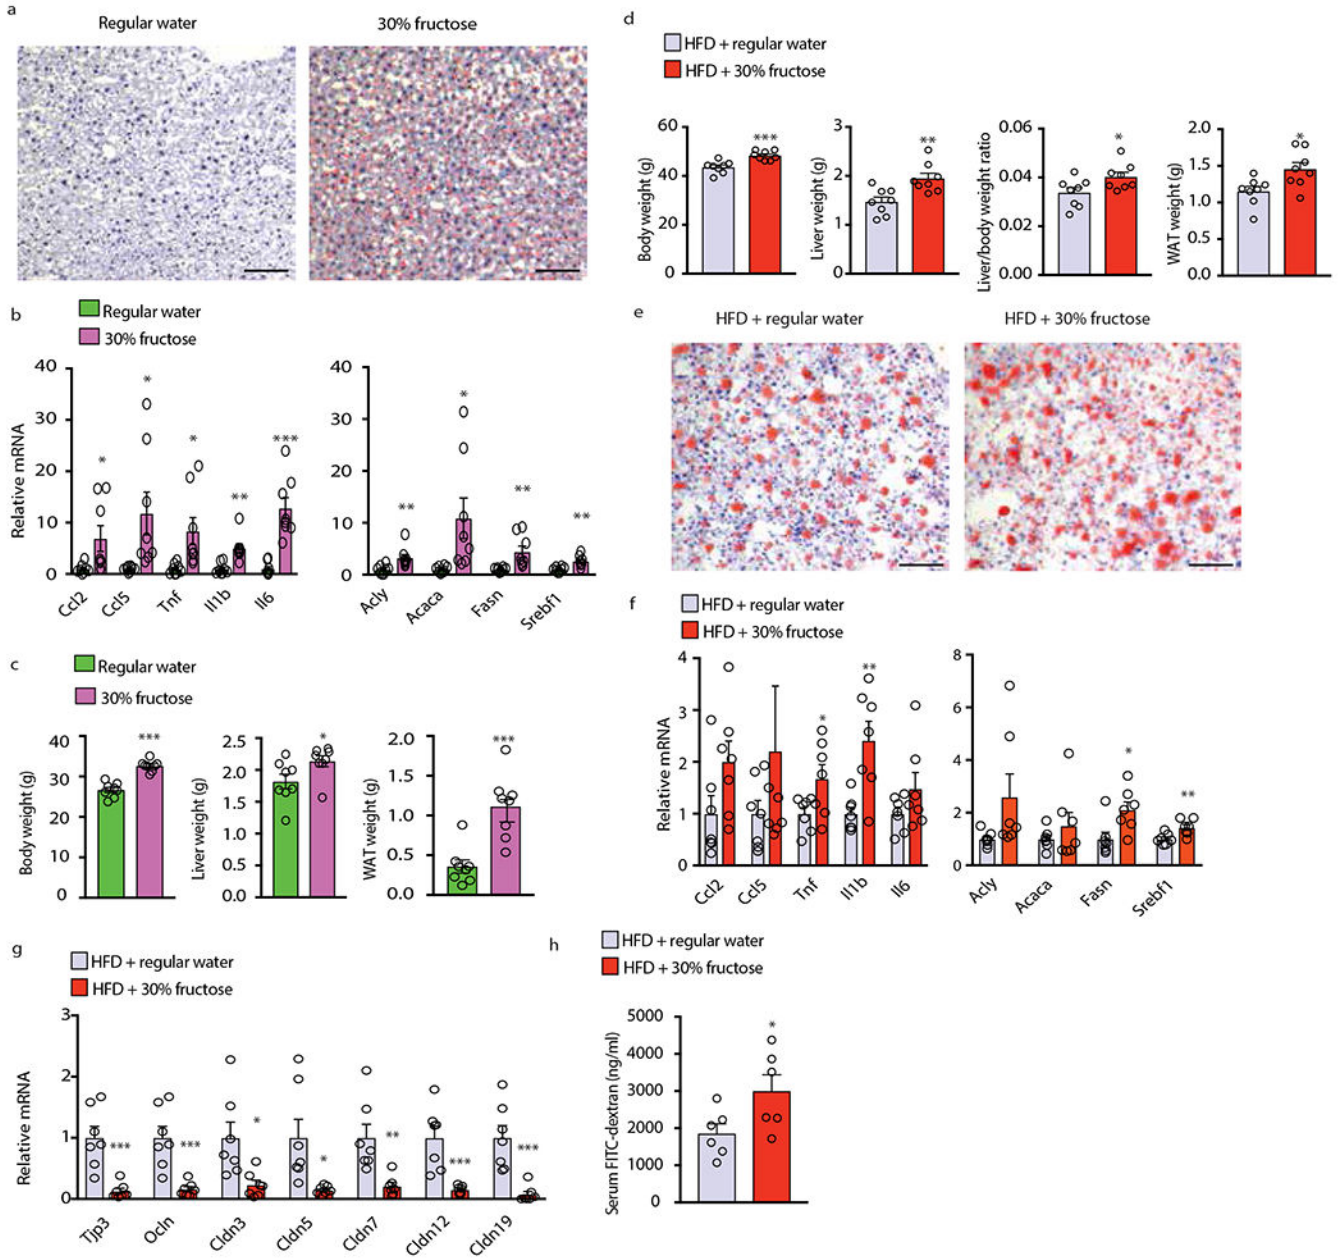 a
Regular water 30% fructose
b
Regular water
30% fructose
Relative mRNA
40
30
20
10
0
* * * ** ***
Ccl2 Ccl5 Tnf Il1b Il6
40
30
20
10
0
** * ** **
Acly Acaca Fasn Srebf1
c
Regular water
30% fructose
Body weight (g)
40
30
20
10
0
***
Liver weight (g)
2.5
2.0
1.5
1.0
0.5
0.0
*
WAT weight (g)
2.0
1.5
1.0
0.5
0.0
***
d
HFD + regular water
HFD + 30% fructose
Body weight (g)
60
40
20
0
***
Liver weight (g)
3
2
1
0
**
Liver/body weight ratio
0.06
0.04
0.02
0.00
*
WAT weight (g)
2.0
1.5
1.0
0.5
0.0
*
e
HFD + regular water HFD + 30% fructose
f
HFD + regular water
HFD + 30% fructose
Relative mRNA
4
3
2
1
0
* **
Ccl2 Ccl5 Tnf Il1b Il6
8
6
4
2
0
* **
Acly Acaca Fasn Srebf1
g
HFD + regular water
HFD + 30% fructose
Relative mRNA
3
2
1
0
*** *** * * ** *** ***
Tjp3 Ocln Cldn3 Cldn5 Cldn7 Cldn12 Cldn19
h
HFD + regular water
HFD + 30% fructose
Serum FITC-dextran (ng/ml)
5000
4000
3000
2000
1000
0
*